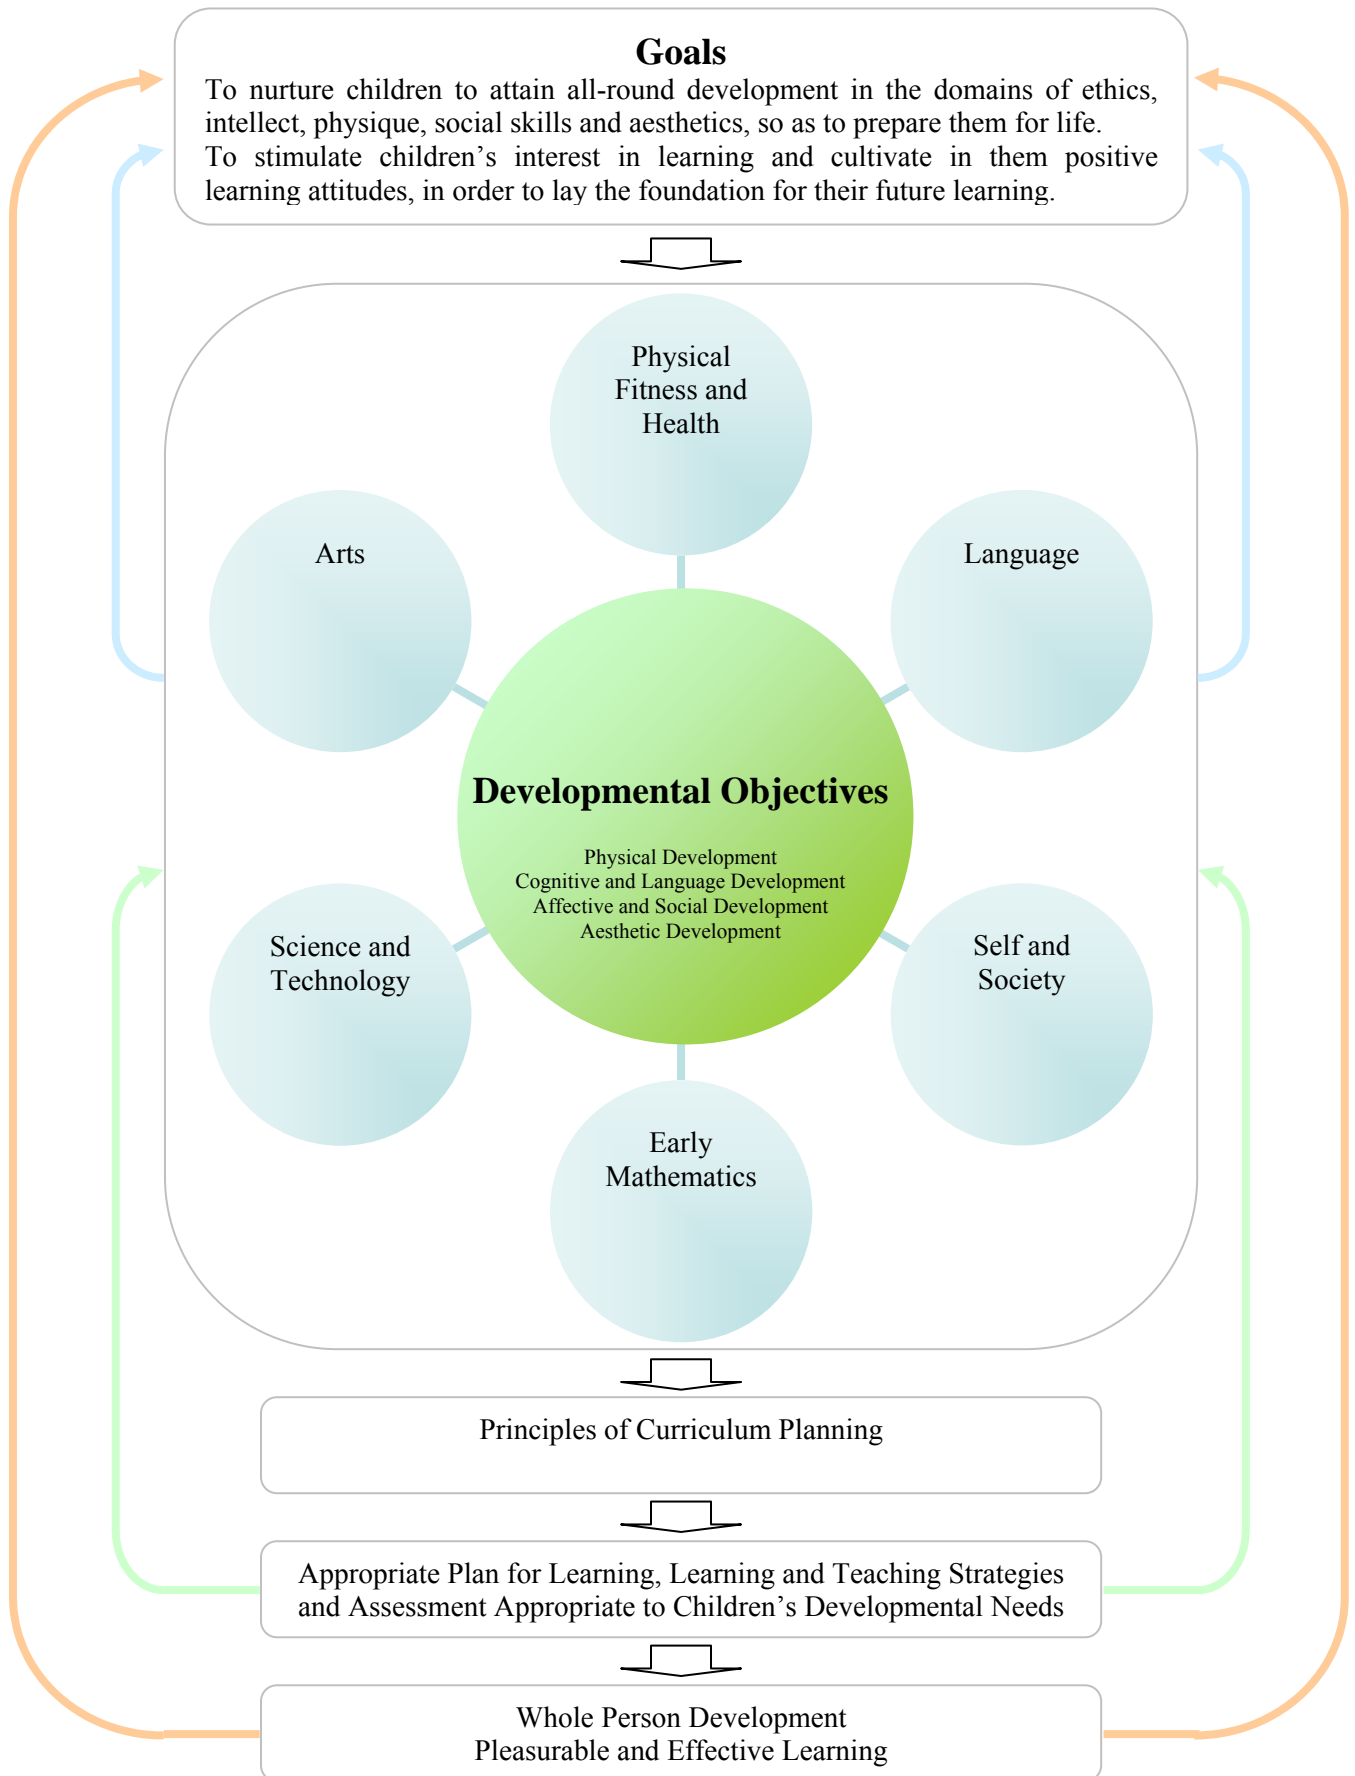 Goals
To nurture children to attain all-round development in the domains of ethics,
intellect, physique, social skills and aesthetics, so as to prepare them for life.
To stimulate children’s interest in learning and cultivate in them positive
learning attitudes, in order to lay the foundation for their future learning.
Physical
Fitness and
Health
Arts
Language
Developmental Objectives
Physical Development
Cognitive and Language Development
Affective and Social Development
Aesthetic Development
Science and
Technology
Self and
Society
Early
Mathematics
Principles of Curriculum Planning
Appropriate Plan for Learning, Learning and Teaching Strategies
and Assessment Appropriate to Children’s Developmental Needs
Whole Person Development
Pleasurable and Effective Learning